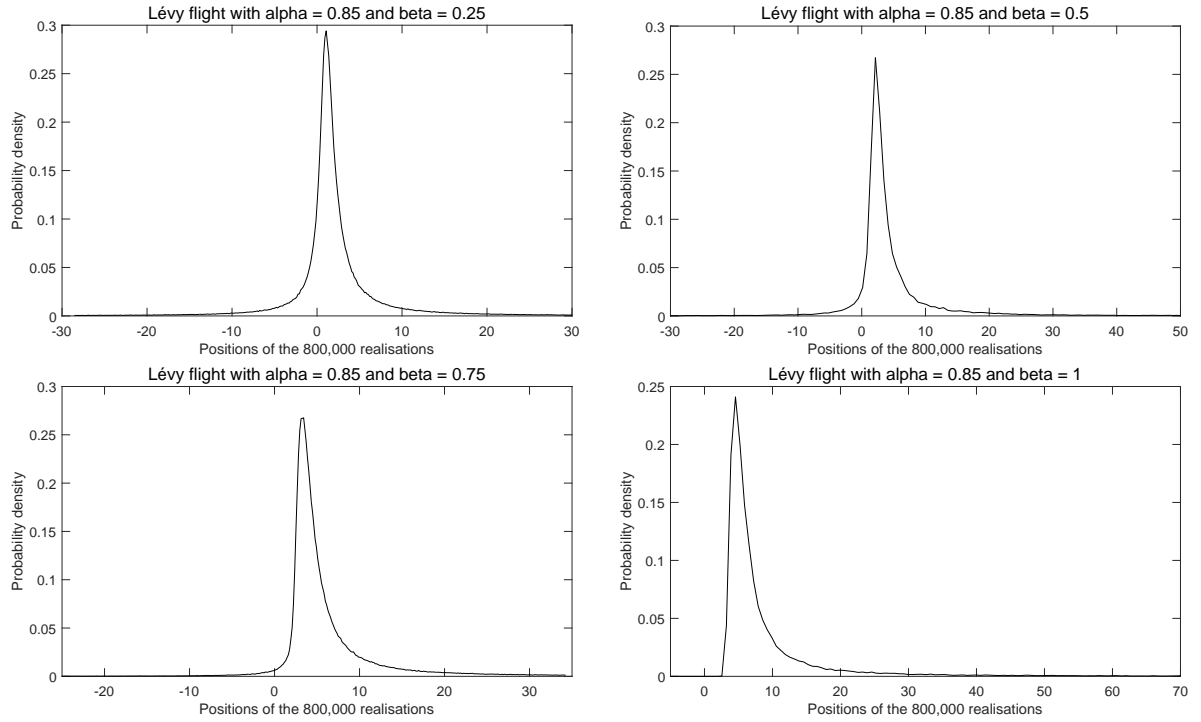 Lévy flight with alpha = 0.85 and beta = 0.25
0.3
0.25
0.2
0.15
0.1
0.05
0
Probability density
-30 -20 -10 0 10 20 30
Positions of the 800,000 realisations
Lévy flight with alpha = 0.85 and beta = 0.5
0.3
0.25
0.2
0.15
0.1
0.05
0
Probability density
-30 -20 -10 0 10 20 30 40 50
Positions of the 800,000 realisations
Lévy flight with alpha = 0.85 and beta = 0.75
0.3
0.25
0.2
0.15
0.1
0.05
0
Probability density
-20 -10 0 10 20 30
Positions of the 800,000 realisations
Lévy flight with alpha = 0.85 and beta = 1
0.25
0.2
0.15
0.1
0.05
0
Probability density
0 10 20 30 40 50 60 70
Positions of the 800,000 realisations